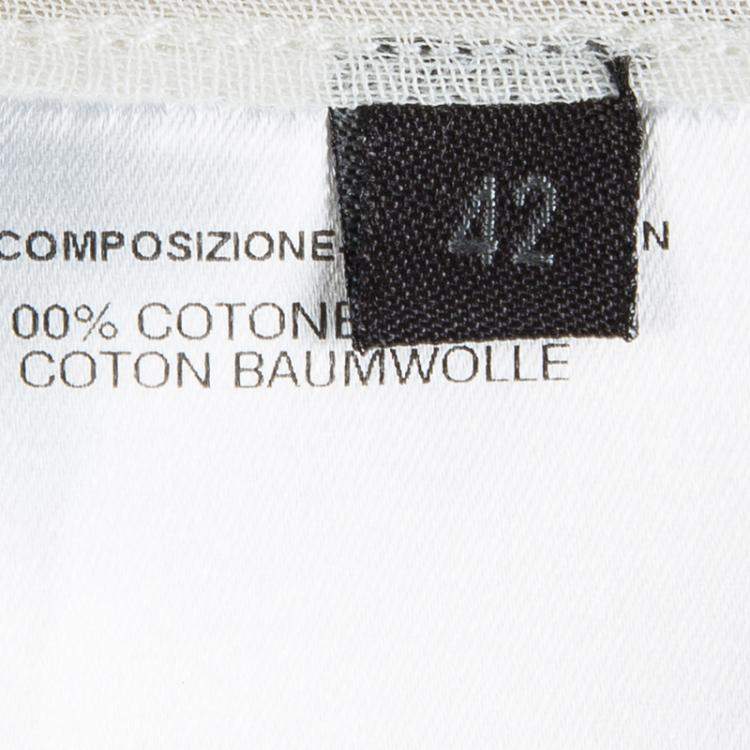 42
COMPOSIZIONE
00% COTONE
COTON BAUMWOLLE